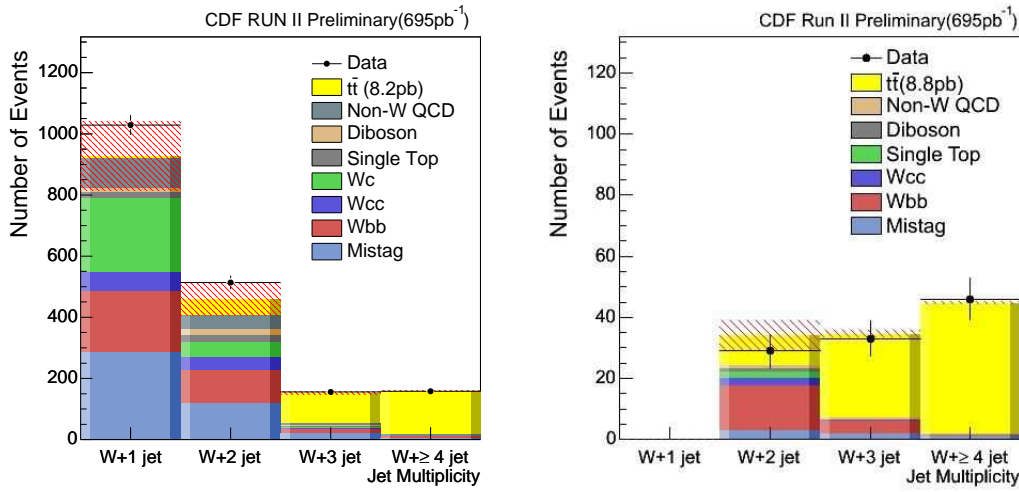 CDF RUN II Preliminary(695pb⁻¹)
Number of Events
1200
1000
800
600
400
200
0
Data
tt̄ (8.2pb)
Non-W QCD
Diboson
Single Top
Wc
Wcc
Wbb
Mistag
W+1 jet
W+2 jet
W+3 jet
W+≥ 4 jet
Jet Multiplicity
CDF Run II Preliminary(695pb⁻¹)
Number of Events
120
100
80
60
40
20
0
Data
tt̄(8.8pb)
Non-W QCD
Diboson
Single Top
Wcc
Wbb
Mistag
W+1 jet
W+2 jet
W+3 jet
W+≥ 4 jet
Jet Multiplicity